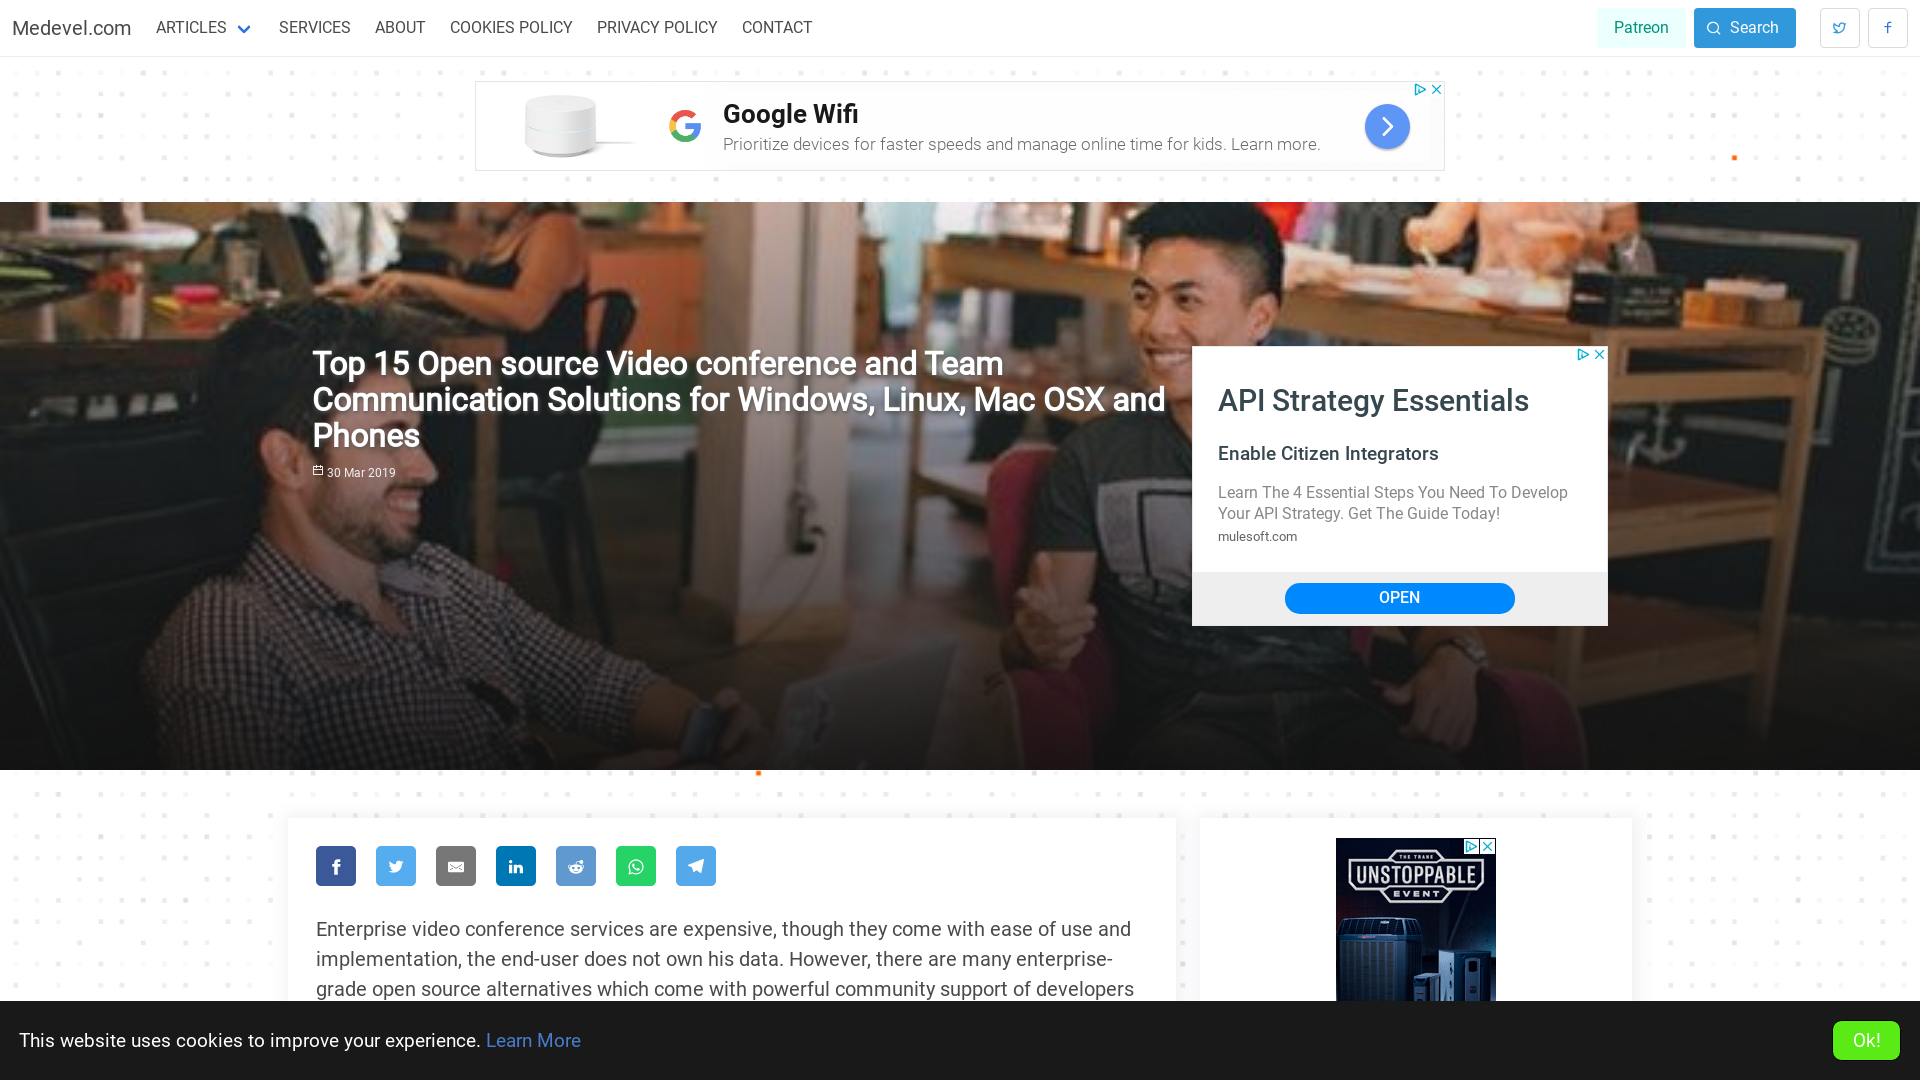 Medevel.com
ARTICLES
SERVICES
ABOUT
COOKIES POLICY
PRIVACY POLICY
CONTACT
Patreon
Search
Google Wifi
Prioritize devices for faster speeds and manage online time for kids. Learn more.
Top 15 Open source Video conference and Team
Communication Solutions for Windows, Linux, Mac OSX and
Phones
30 Mar 2019
API Strategy Essentials
Enable Citizen Integrators
Learn The 4 Essential Steps You Need To Develop
Your API Strategy. Get The Guide Today!
mulesoft.com
OPEN
THE TRANE
UNSTOPPABLE
EVENT
Enterprise video conference services are expensive, though they come with ease of use and
implementation, the end-user does not own his data. However, there are many enterprise-
grade open source alternatives which come with powerful community support of developers
This website uses cookies to improve your experience. Learn More
Ok!